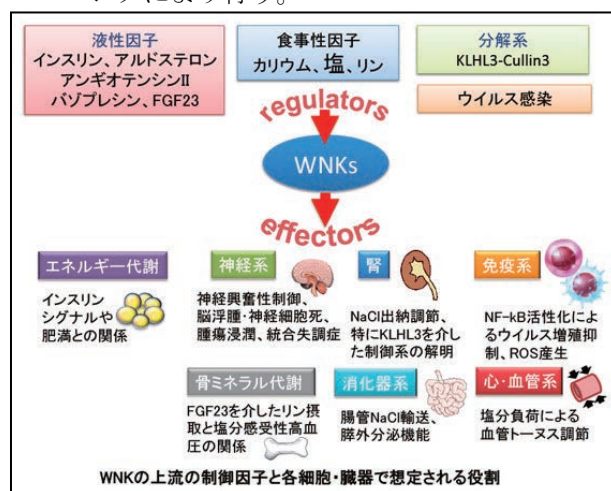 液性因子
インスリン、アルドステロン
アンギオテンシンII
バゾプレシン、FGF23
食事性因子
カリウム、塩、リン
分解系
KLHL3-Cullin3
ウイルス感染
regulators
WNKs
effectors
エネルギー代謝
インスリン
シグナルや
肥満との関係
神経系
神経興奮性制御、
脳浮腫・神経細胞死、
腫瘍浸潤、統合失調症
腎
NaCl出納調節、
特にKLHL3を介し
た制御系の解明
免疫系
NF-kB活性化によ
るウイルス増殖抑
制、ROS産生
骨ミネラル代謝
FGF23を介したリン摂
取と塩分感受性高血
圧の関係
消化器系
腸管NaCl輸送、
膵外分泌機能
心・血管系
塩分負荷による
血管トーヌス調節
WNKの上流の制御因子と各細胞・臓器で想定される役割